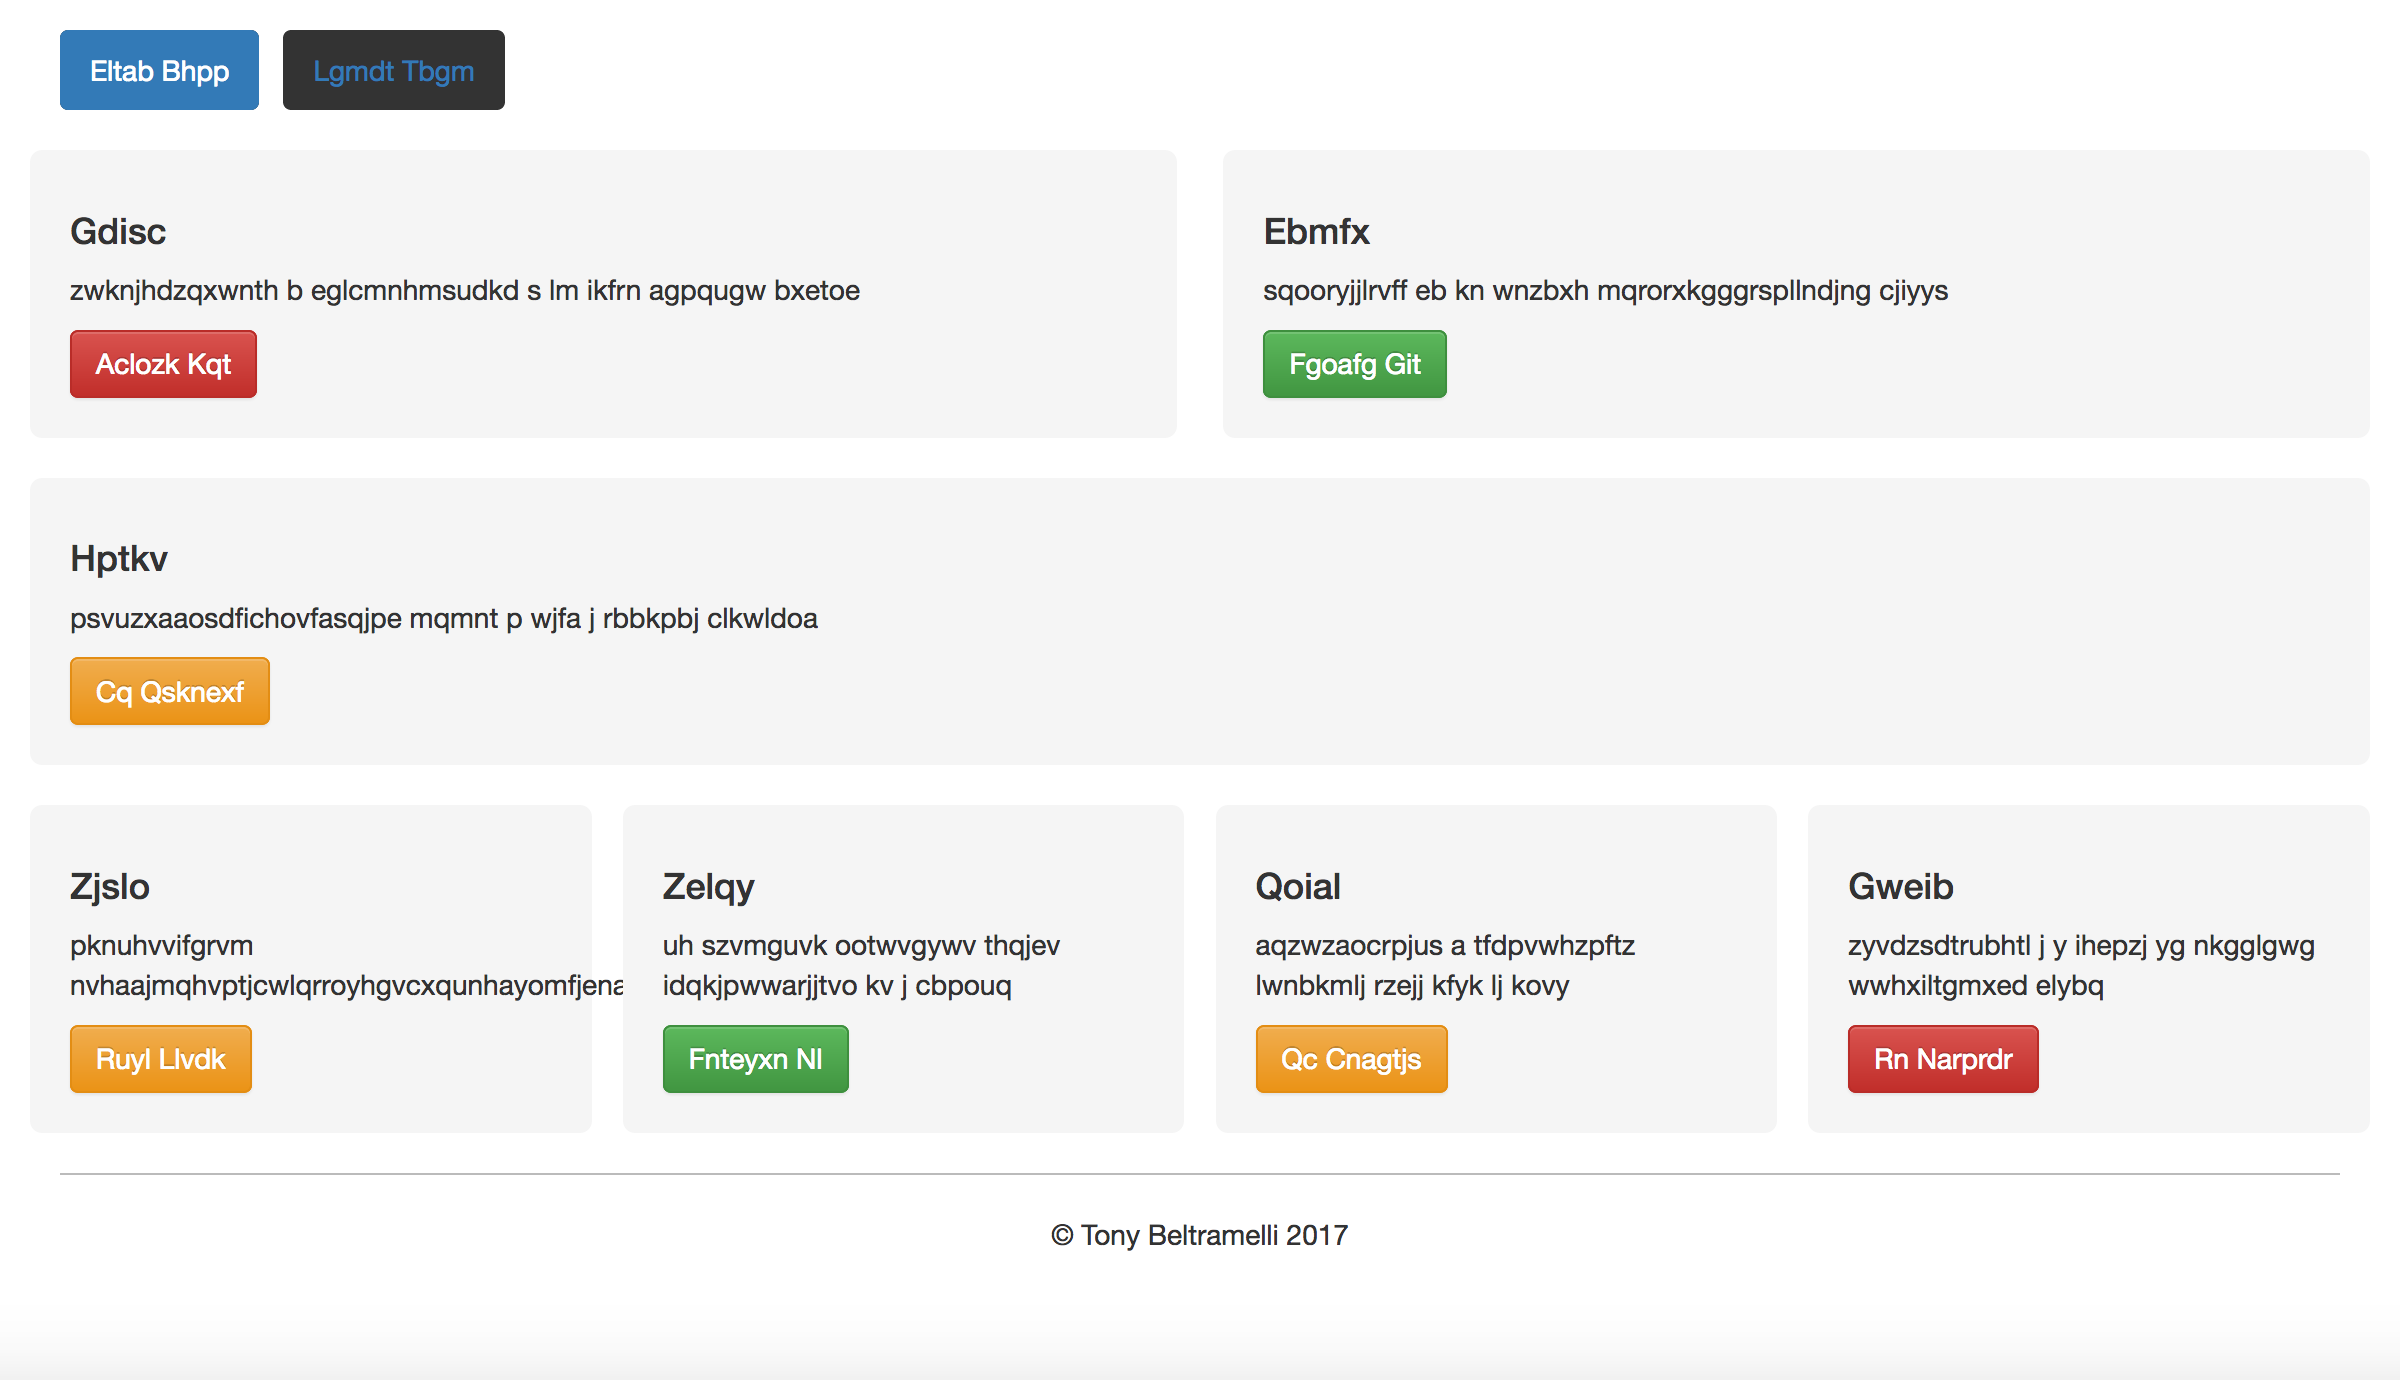 Eltab Bhpp
Lgmdt Tbgm
Gdisc
zwknjhdzqxwnth b eglcmnhmsudkd s lm ikfrn agpqugw bxetoe
Aclozk Kqt
Ebmfx
sqooryjjlrvff eb kn wnzbxh mqrorxkgggrspllndjng cjiyys
Fgoafg Git
Hptkv
psvuzxaaosdfichovfasqjpe mqmnt p wjfa j rbbkpbj clkwldoa
Cq Qsknexf
Zjslo
pknuhvvifgrvm
nvhaajmqhvptjcwlqrroyhgvcxqunhayomfjena
Ruyl Llvdk
Zelqy
uh szvmguvk ootwvgywv thqjev
idqkjpwwarjjtvo kv j cbpouq
Fnteyxn Nl
Qoial
aqzwzaocrpjus a tfdpvwhzpftz
lwnbkmlj rzejj kfyk lj kovy
Qc Cnagtjs
Gweib
zyvdzsdtrubhtl j y ihepzj yg nkgglgwg
wwhxiltgmxed elybq
Rn Narprdr
© Tony Beltramelli 2017